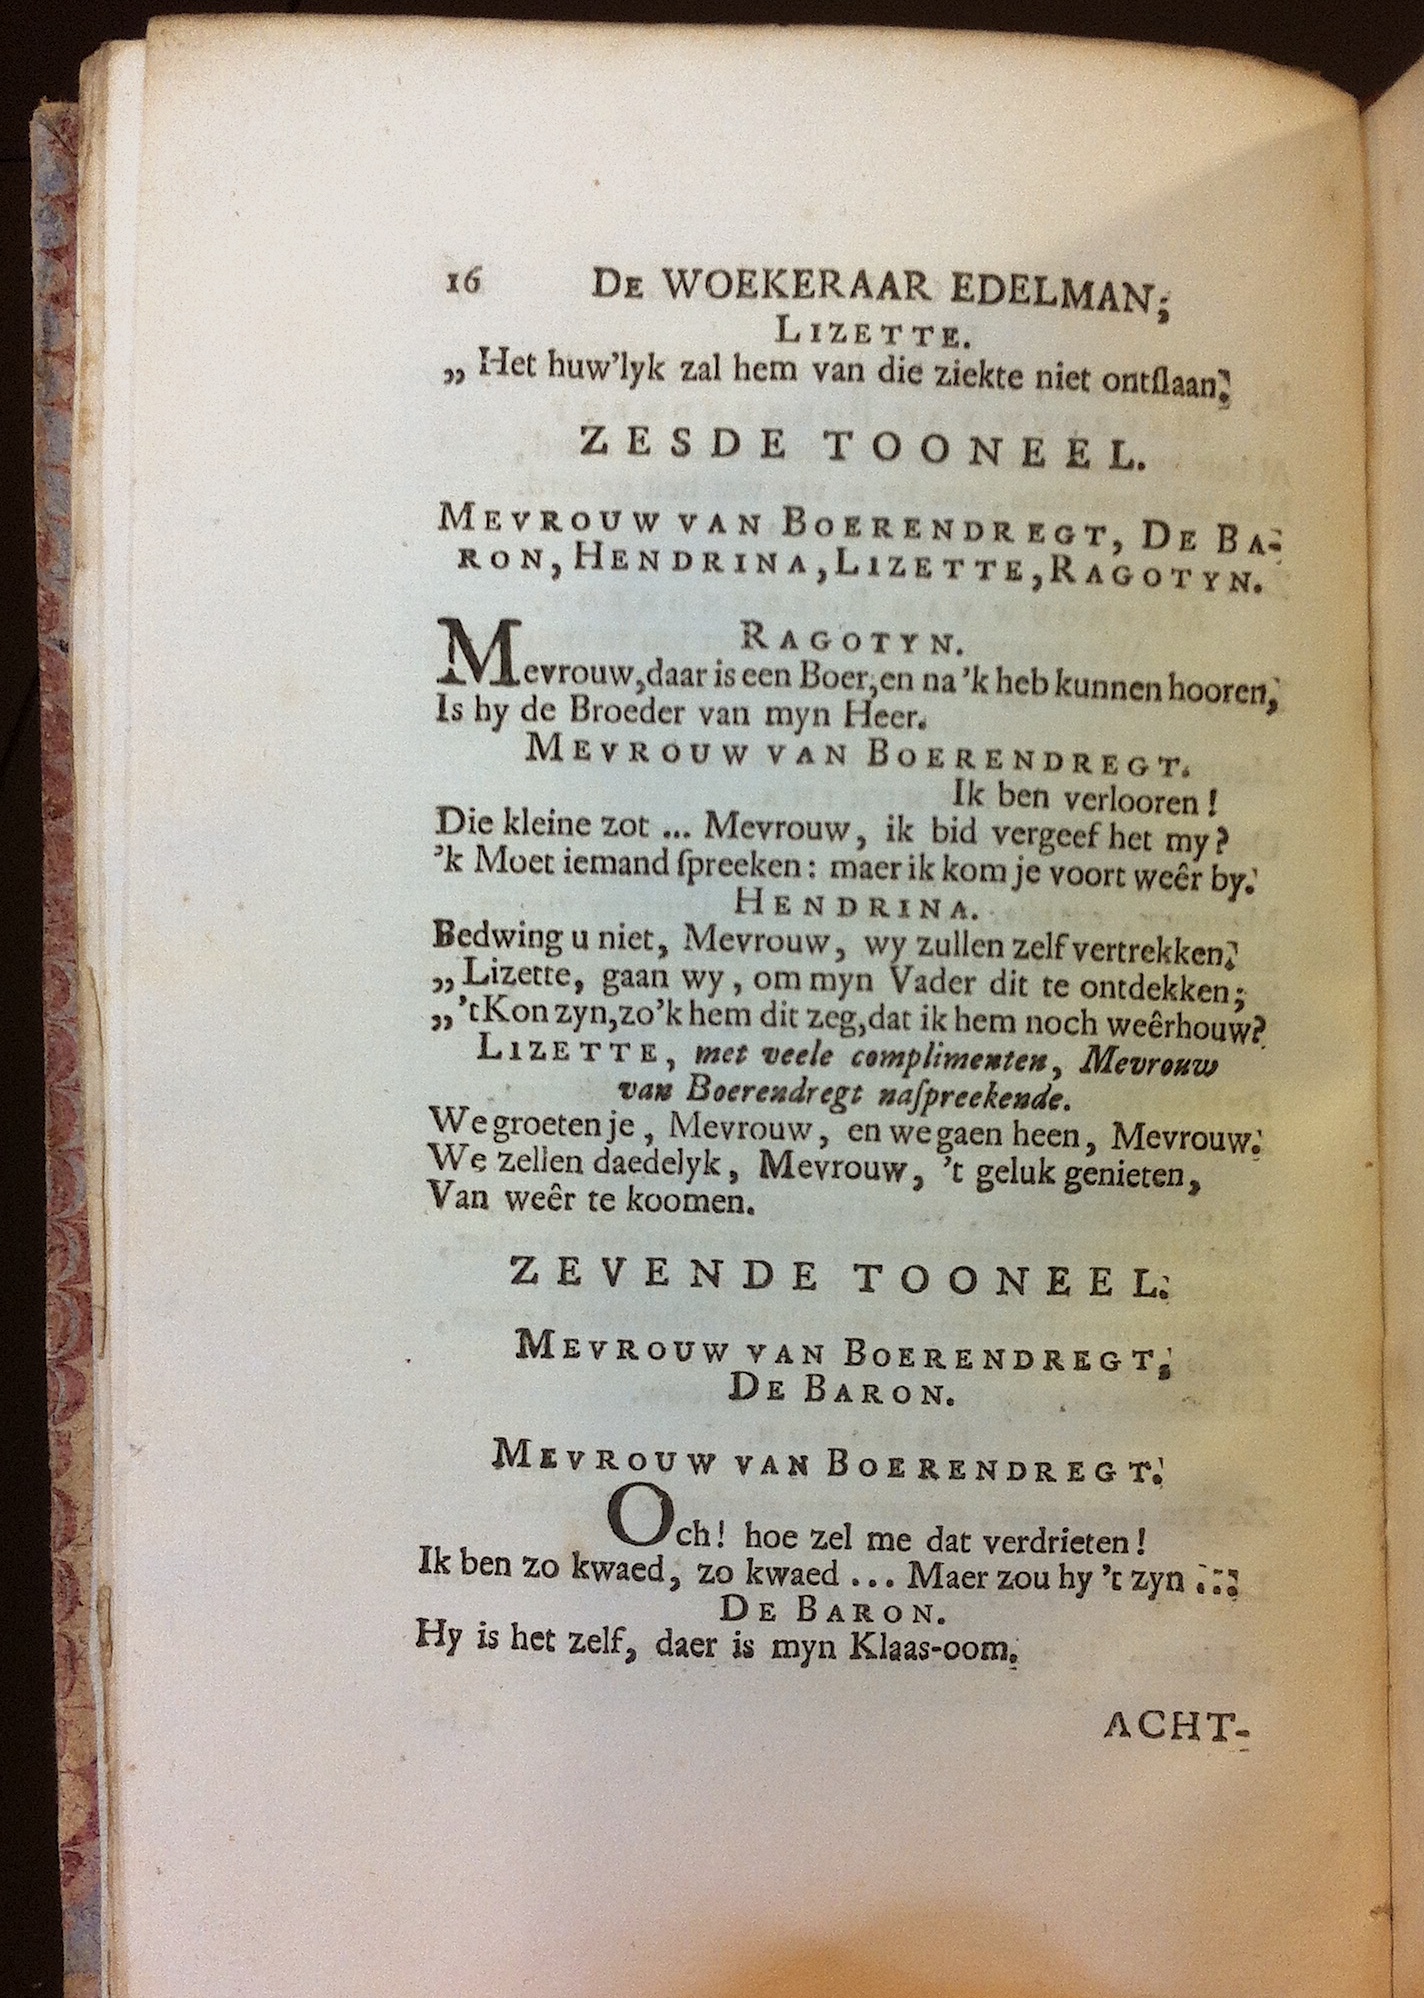 16 De WOEKERAAR EDELMAN;
LIZETTE.
„ Het huw'lyk zal hem van die ziekte niet ontſlaan.
ZESDE TOONEEL.
MEVROUW VAN BOERENDREGT, DE BA-
RON, HENDRINA, LIZETTE, RAGOTYN.
RAGOTYN.
Mevrouw, daar is een Boer, en na 'k heb kunnen hooren,
Is hy de Broeder van myn Heer.
MEVROUW VAN BOERENDREGT.
Ik ben verlooren!
Die kleine zot ... Mevrouw, ik bid vergeef het my?
'k Moet iemand ſpreeken: maer ik kom je voort weêr by.
HENDRINA.
Bedwing u niet, Mevrouw, wy zullen zelf vertrekken.
„ Lizette, gaan wy, om myn Vader dit te ontdekken;
„ 't Kon zyn, zo 'k hem dit zeg, dat ik hem noch weêrhouw?
LIZETTE, met veele complimenten, Mevrouw
van Boerendregt naſpreekende.
We groeten je, Mevrouw, en we gaen heen, Mevrouw.
We zellen daedelyk, Mevrouw, 't geluk genieten,
Van weêr te koomen.
ZEVENDE TOONEEL.
MEVROUW VAN BOERENDREGT,
DE BARON.
MEVROUW VAN BOERENDREGT.
Och! hoe zel me dat verdrieten!
Ik ben zo kwaed, zo kwaed ... Maer zou hy 't zyn ...
DE BARON.
Hy is het zelf, daer is myn Klaas-oom.
ACHT-